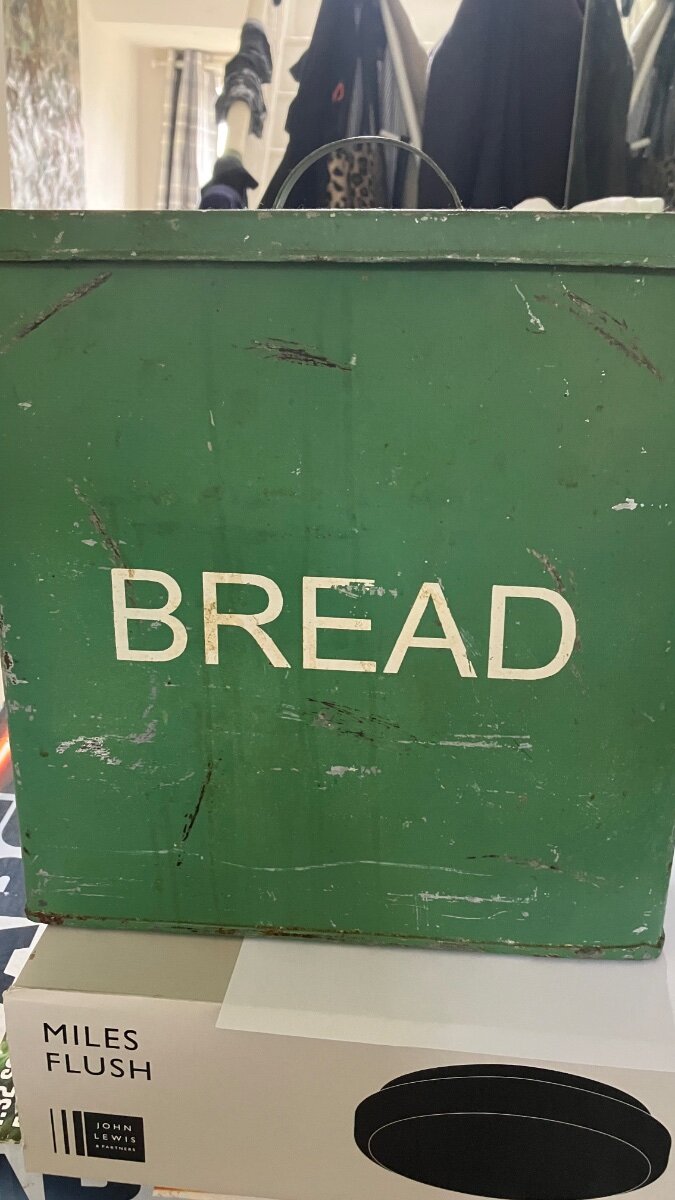 BREAD
MILES
FLUSH
JOHN
LEWIS
& PARTNERS